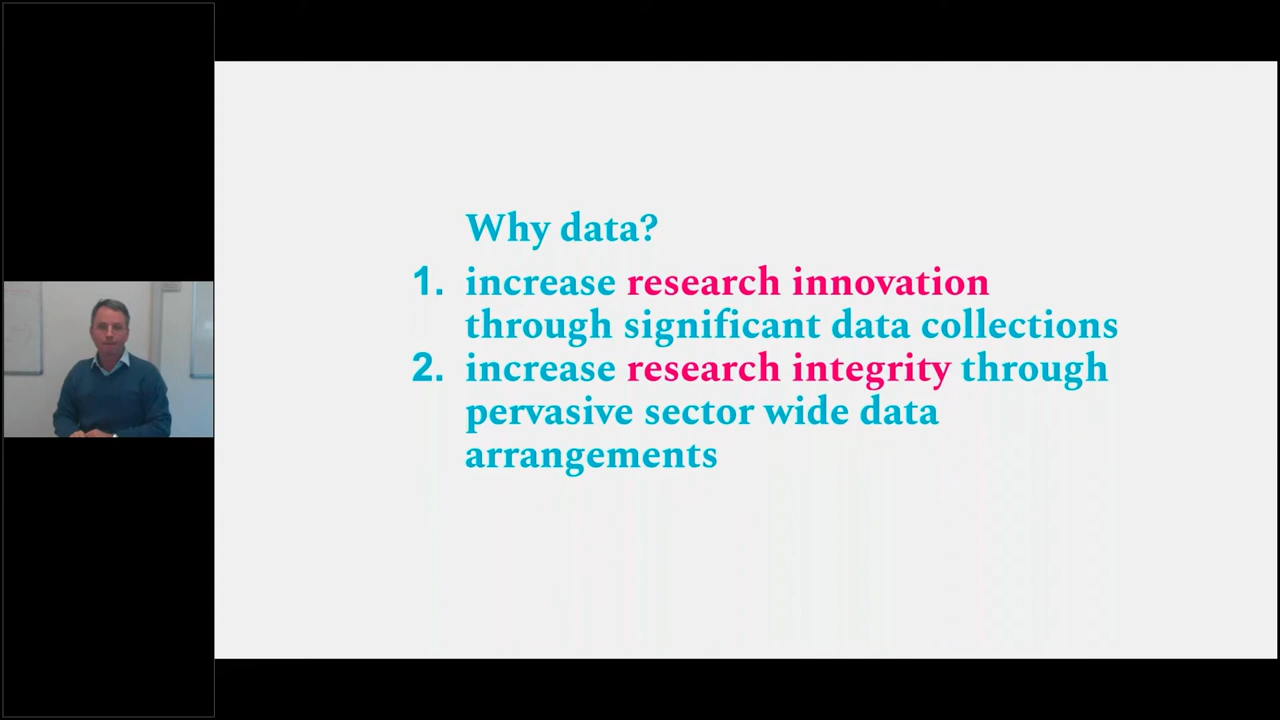 Why data?
1. increase research innovation
through significant data collections
2. increase research integrity through
pervasive sector wide data
arrangements